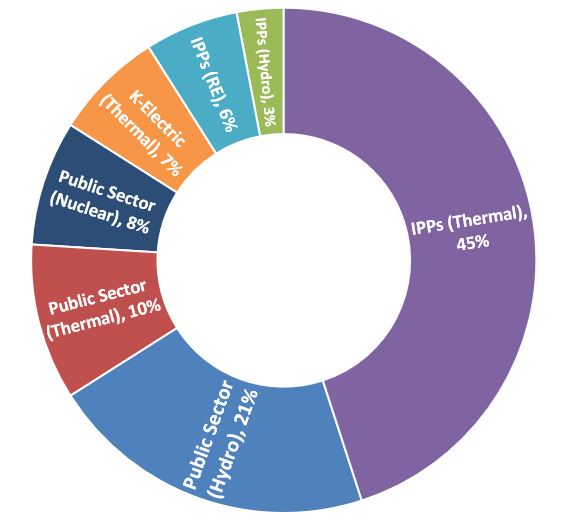 IPPs (Thermal),
45%
Public Sector
(Hydro), 21%
Public Sector
(Thermal), 10%
Public Sector
(Nuclear), 8%
K-Electric
(Thermal), 7%
IPPs (RE), 6%
IPPs (Hydro), 3%